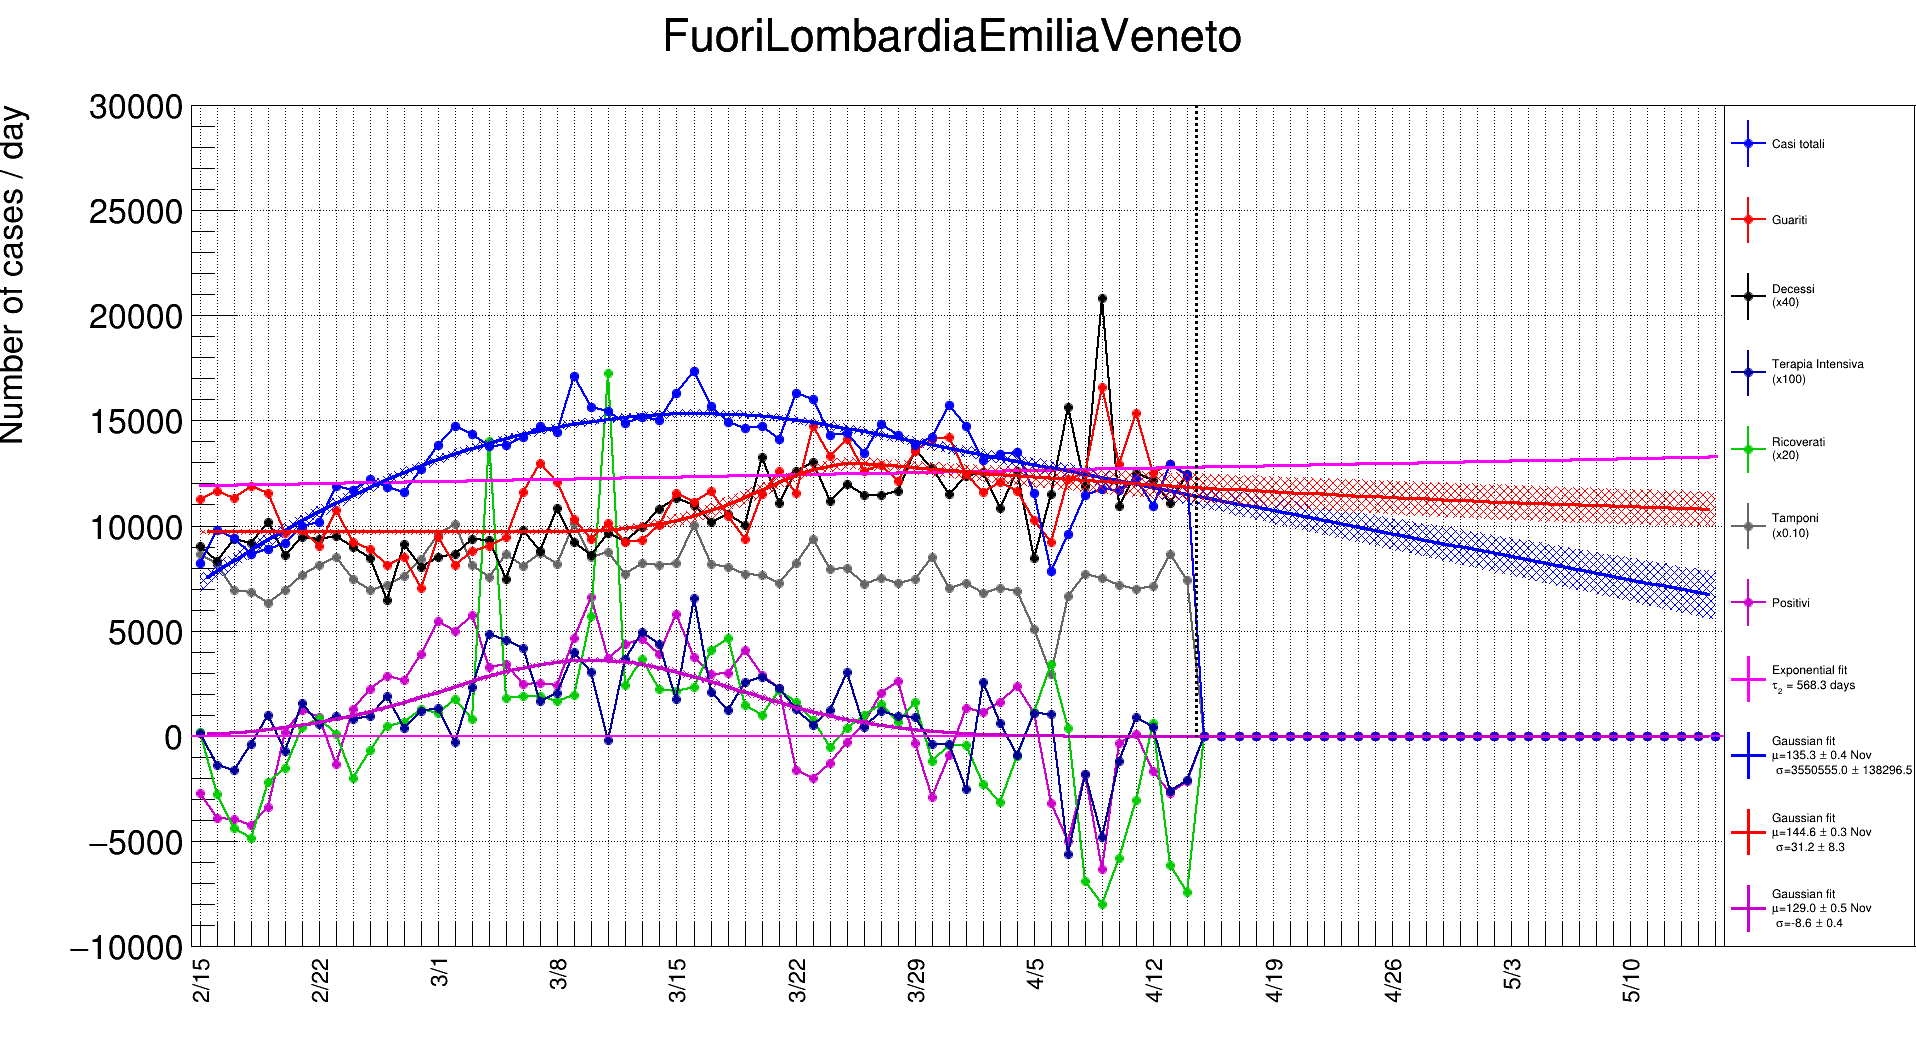 FuoriLombardiaEmiliaVeneto
Number of cases / day
30000
25000
20000
15000
10000
5000
0
−5000
−10000
2/15
2/22
3/1
3/8
3/15
3/22
3/29
4/5
4/12
4/19
4/26
5/3
5/10
Casi totali
Guariti
Decessi
(x40)
Terapia Intensiva
(x100)
Ricoverati
(x20)
Tamponi
(x0.10)
Positivi
Exponential fit
τ2 = 568.3 days
Gaussian fit
μ=135.3 ± 0.4 Nov
σ=3550555.0 ± 138296.5
Gaussian fit
μ=144.6 ± 0.3 Nov
σ=31.2 ± 8.3
Gaussian fit
μ=129.0 ± 0.5 Nov
σ=-8.6 ± 0.4